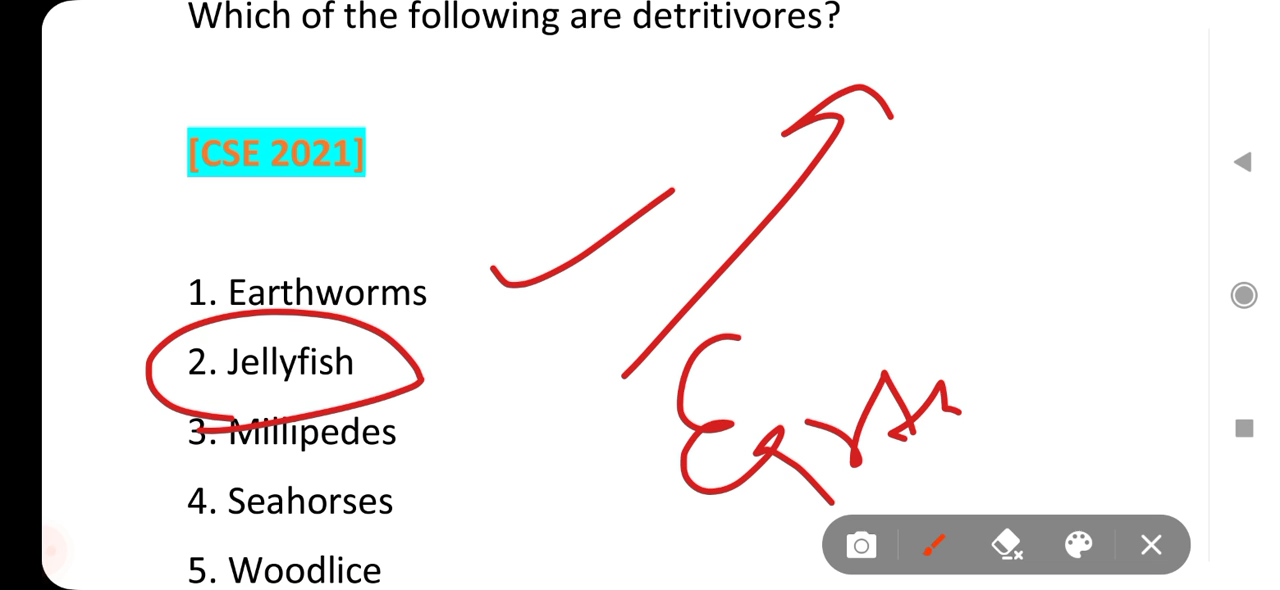 Which of the following are detritivores?
[CSE 2021]
1. Earthworms
2. Jellyfish
3. Millipedes
4. Seahorses
5. Woodlice